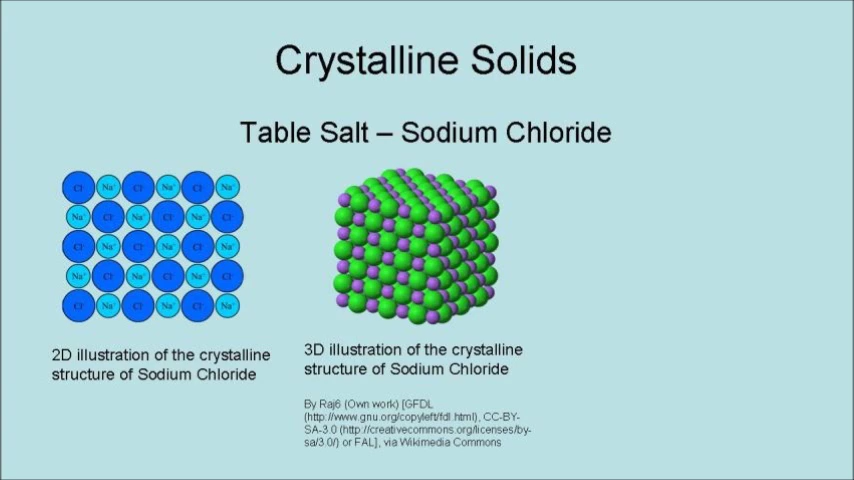 Crystalline Solids
Table Salt – Sodium Chloride
Cl⁻ Na⁺ Cl⁻ Na⁺ Cl⁻ Na⁺
Na⁺ Cl⁻ Na⁺ Cl⁻ Na⁺ Cl⁻
Cl⁻ Na⁺ Cl⁻ Na⁺ Cl⁻ Na⁺
Na⁺ Cl⁻ Na⁺ Cl⁻ Na⁺ Cl⁻
Cl⁻ Na⁺ Cl⁻ Na⁺ Cl⁻ Na⁺
2D illustration of the crystalline
structure of Sodium Chloride
3D illustration of the crystalline
structure of Sodium Chloride
By Raj6 (Own work) [GFDL
(http://www.gnu.org/copyleft/fdl.html), CC-BY-
SA-3.0 (http://creativecommons.org/licenses/by-
sa/3.0/) or FAL], via Wikimedia Commons